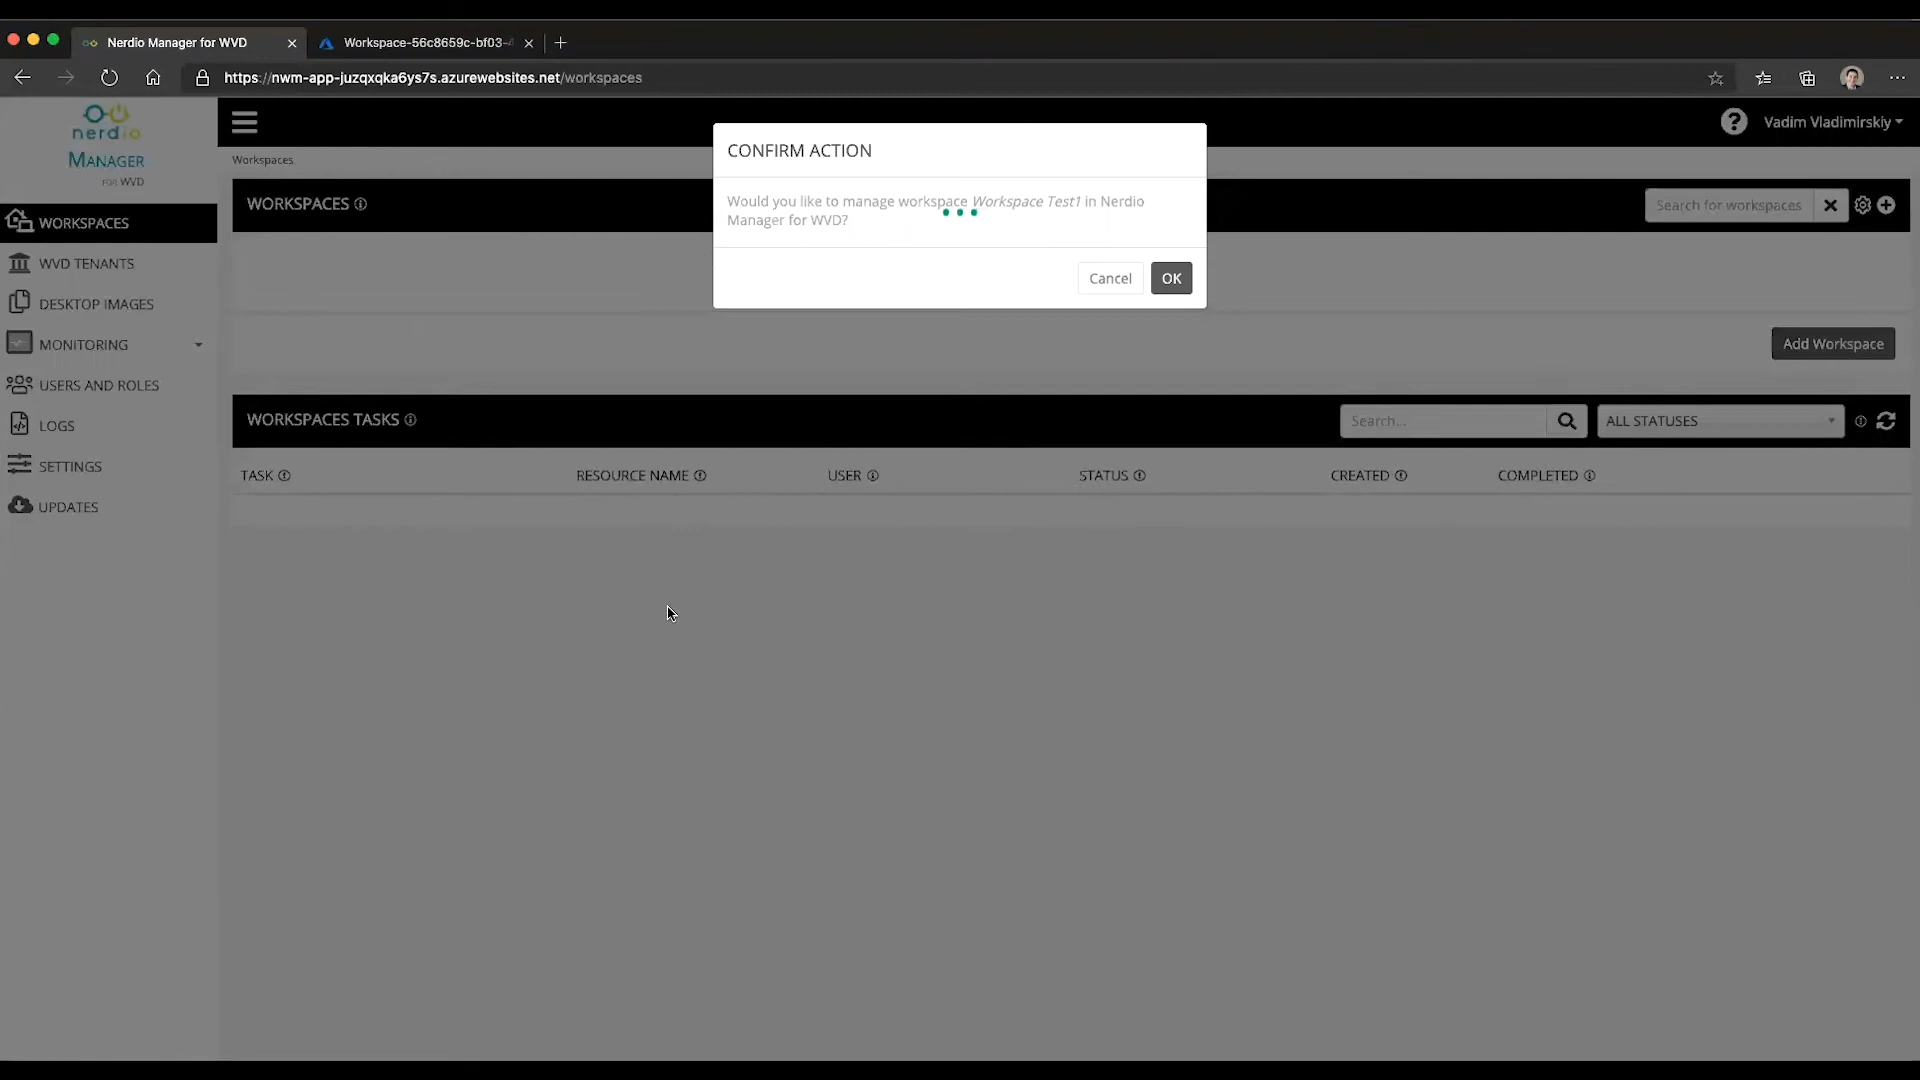 Nerdio Manager for WVD
Workspace-56c8659c-bf03-
https://nwm-app-juzqxqka6ys7s.azurewebsites.net/workspaces
nerdio
MANAGER
FOR WVD
Vadim Vladimirskiy
WORKSPACES
WVD TENANTS
DESKTOP IMAGES
MONITORING
USERS AND ROLES
LOGS
SETTINGS
UPDATES
Workspaces
WORKSPACES
Search for workspaces
CONFIRM ACTION
Would you like to manage workspace Workspace Test1 in Nerdio
Manager for WVD?
Cancel OK
Add Workspace
WORKSPACES TASKS
Search...
ALL STATUSES
TASK RESOURCE NAME USER STATUS CREATED COMPLETED